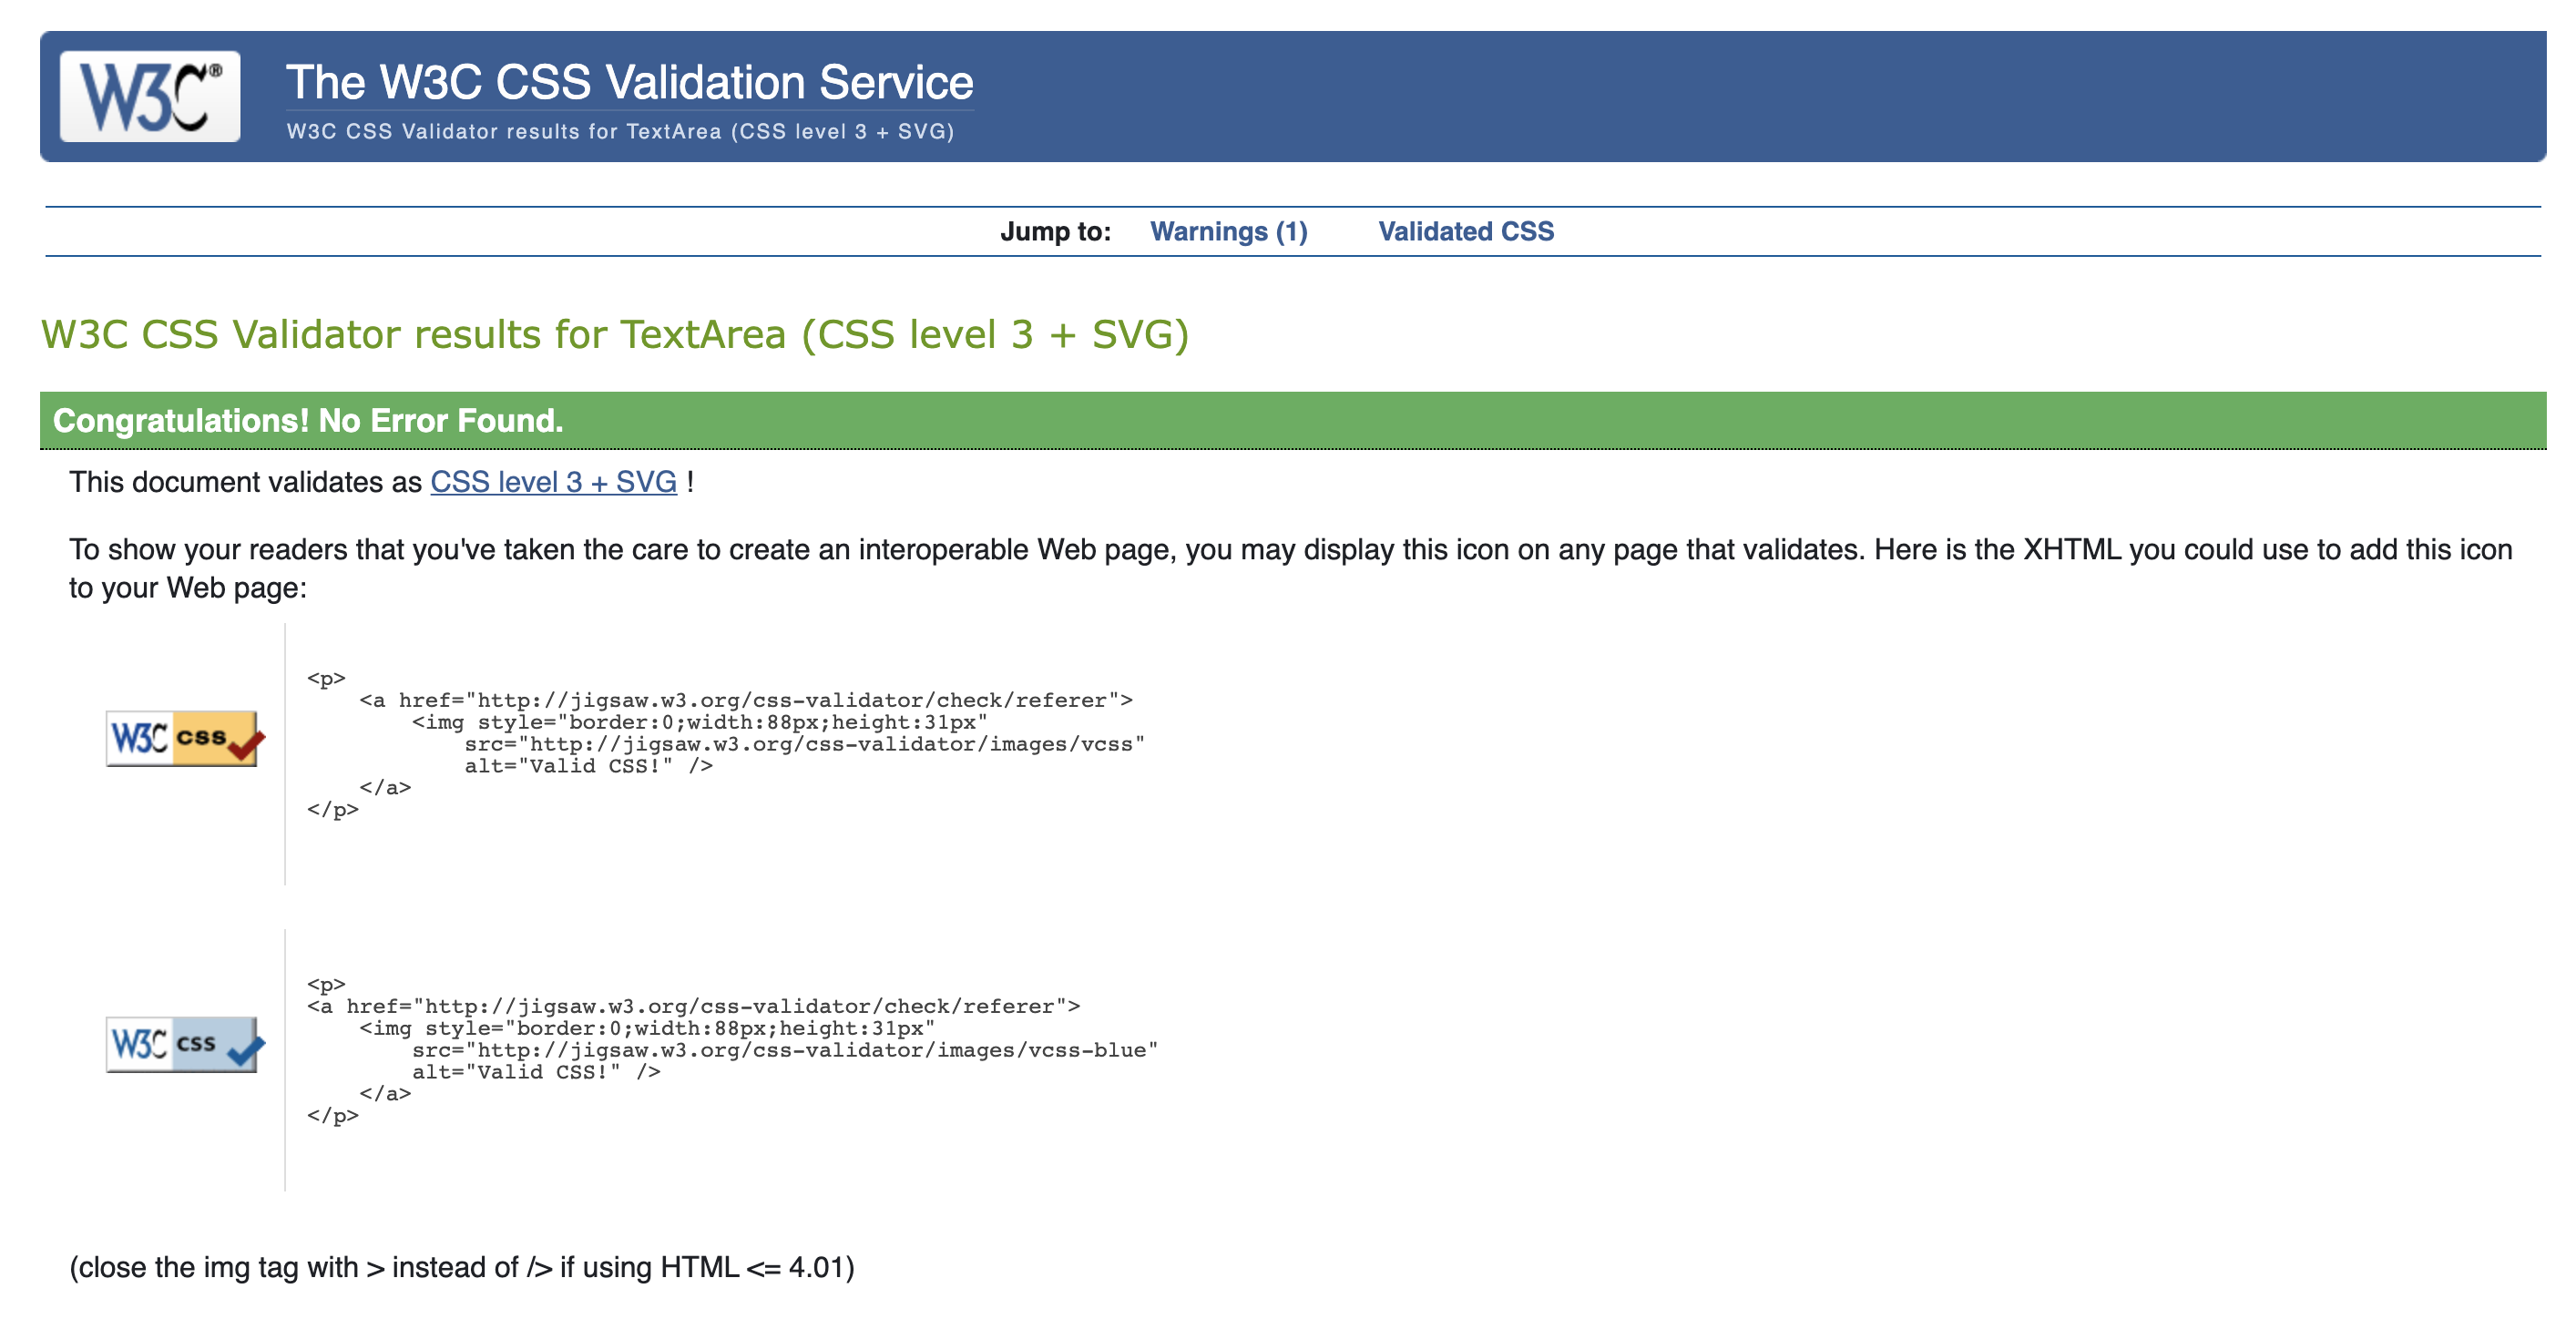 W3C®
The W3C CSS Validation Service
W3C CSS Validator results for TextArea (CSS level 3 + SVG)
Jump to: Warnings (1) Validated CSS
W3C CSS Validator results for TextArea (CSS level 3 + SVG)
Congratulations! No Error Found.
This document validates as CSS level 3 + SVG !
To show your readers that you've taken the care to create an interoperable Web page, you may display this icon on any page that validates. Here is the XHTML you could use to add this icon
to your Web page:
W3C css
<p>
    <a href="http://jigsaw.w3.org/css-validator/check/referer">
        <img style="border:0;width:88px;height:31px"
            src="http://jigsaw.w3.org/css-validator/images/vcss"
            alt="Valid CSS!" />
    </a>
</p>
W3C css
<p>
<a href="http://jigsaw.w3.org/css-validator/check/referer">
    <img style="border:0;width:88px;height:31px"
        src="http://jigsaw.w3.org/css-validator/images/vcss-blue"
        alt="Valid CSS!" />
    </a>
</p>
(close the img tag with > instead of /> if using HTML <= 4.01)